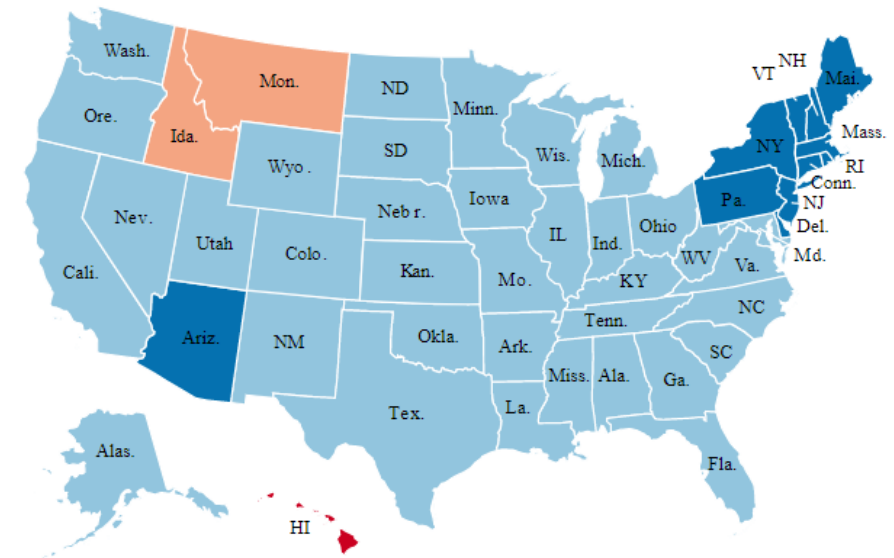 Wash.
Mon.
ND
Minn.
VT
NH
Mai.
Ore.
Ida.
Wyo.
SD
Wis.
Mich.
NY
Mass.
RI
Conn.
Pa.
NJ
Del.
Md.
Nev.
Utah
Colo.
Nebr.
Iowa
IL
Ind.
Ohio
WV
Va.
Cali.
Kan.
Mo.
KY
NC
Ariz.
NM
Okla.
Ark.
Tenn.
SC
Tex.
La.
Miss.
Ala.
Ga.
Fla.
Alas.
HI